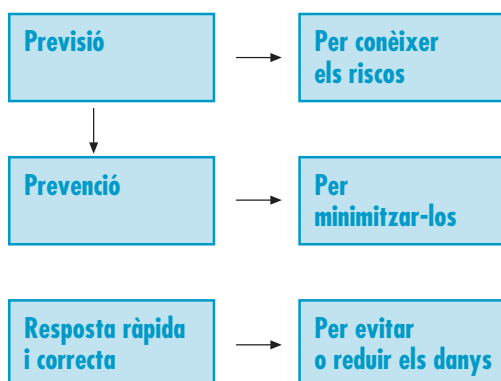 Previsió
Per conèixer
els riscos
Prevenció
Per
minimitzar-los
Resposta ràpida
i correcta
Per evitar
o reduir els danys